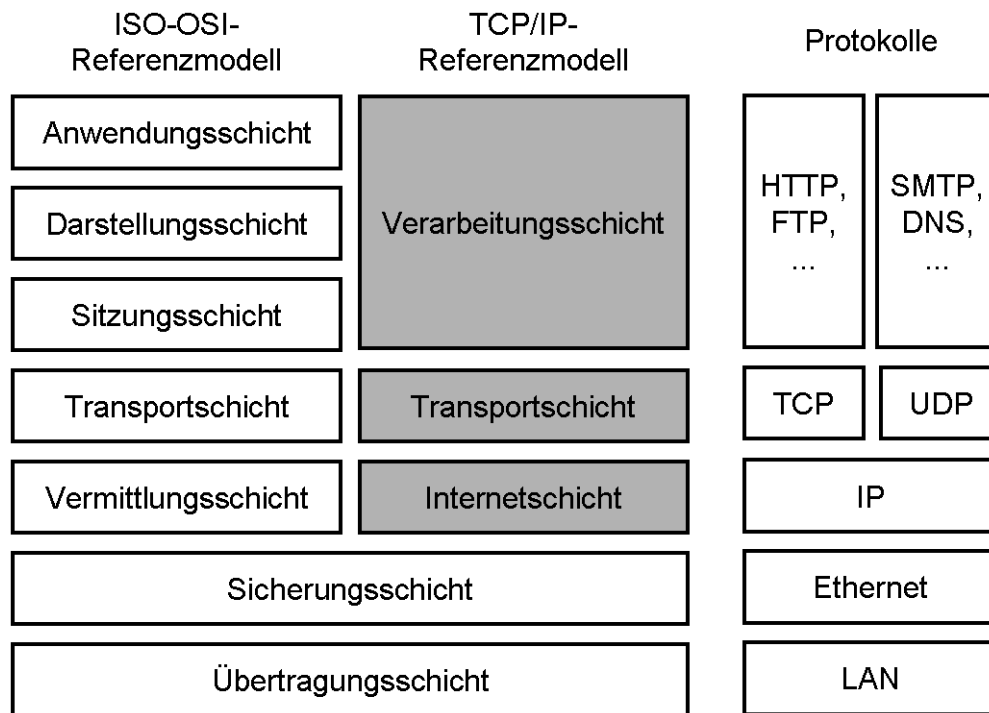 ISO-OSI-
Referenzmodell
TCP/IP-
Referenzmodell
Protokolle
Anwendungsschicht
Darstellungsschicht
Sitzungsschicht
Verarbeitungsschicht
HTTP,
FTP,
...
SMTP,
DNS,
...
Transportschicht
Transportschicht
TCP
UDP
Vermittlungsschicht
Internetschicht
IP
Sicherungsschicht
Ethernet
Übertragungsschicht
LAN